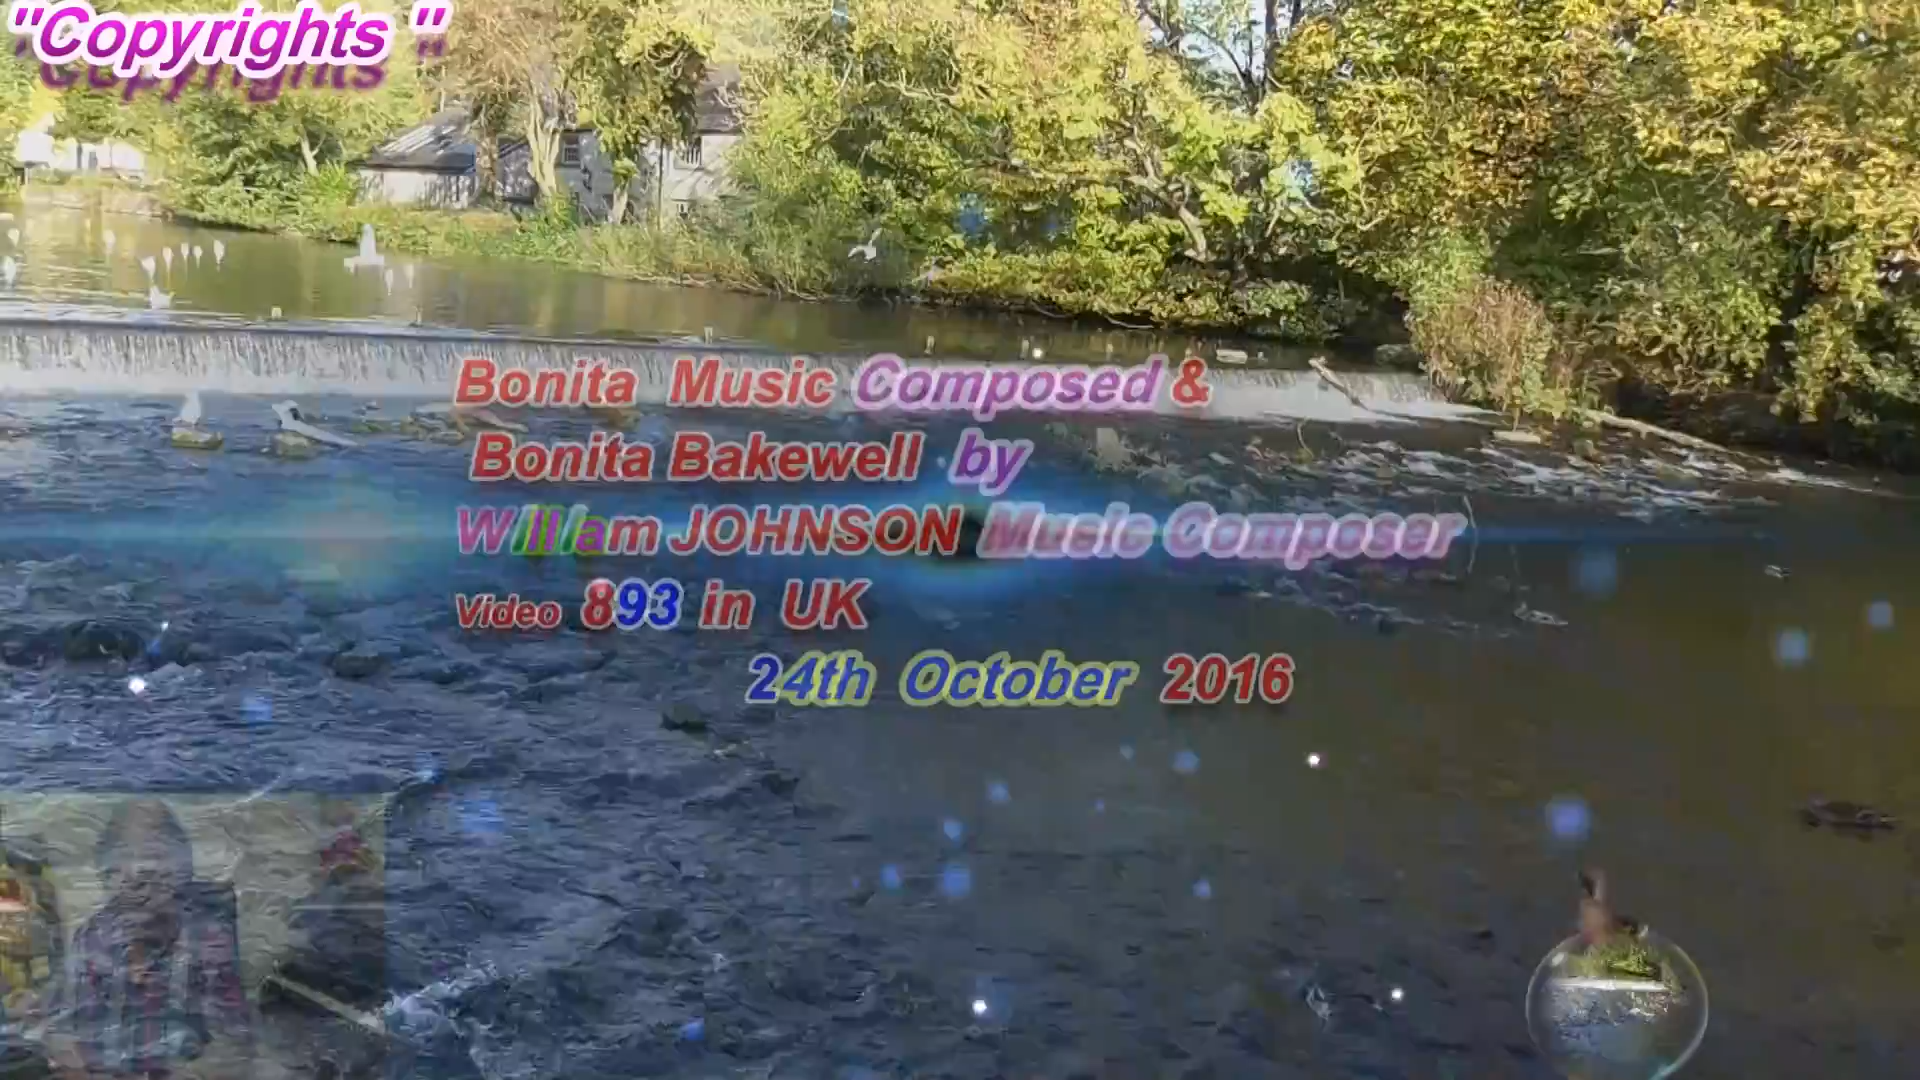 "Copyrights "
Bonita Music Composed &
Bonita Bakewell by
William JOHNSON Music Composer
Video 893 in UK
24th October 2016